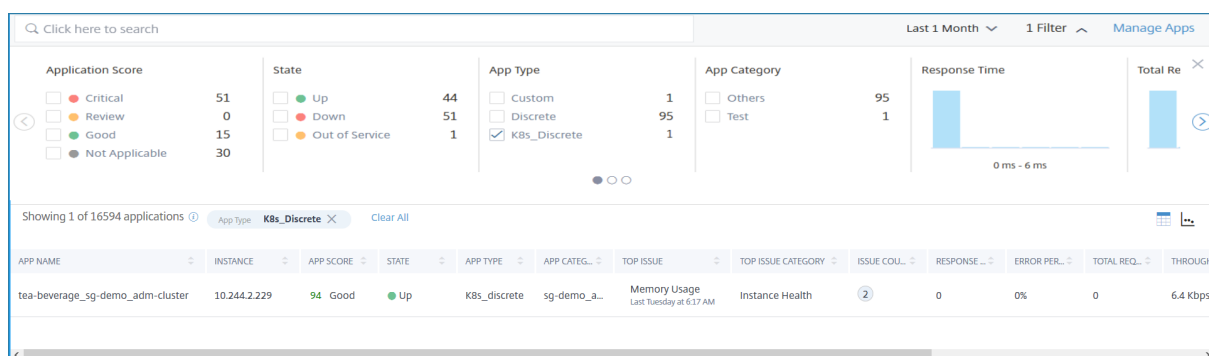 Click here to search
Last 1 Month
1 Filter
Manage Apps
Application Score
Critical 51
Review 0
Good 15
Not Applicable 30
State
Up 44
Down 51
Out of Service 1
App Type
Custom 1
Discrete 95
K8s_Discrete 1
App Category
Others 95
Test 1
Response Time
0 ms - 6 ms
Total Re
Showing 1 of 16594 applications
App Type K8s_Discrete
Clear All
APP NAME INSTANCE APP SCORE STATE APP TYPE APP CATEG... TOP ISSUE TOP ISSUE CATEGORY ISSUE COU... RESPONSE ... ERROR PER... TOTAL REQ... THROUGH
tea-beverage_sg-demo_adm-cluster 10.244.2.229 94 Good Up K8s_discrete sg-demo_a... Memory Usage Instance Health 2 0 0% 0 6.4 Kbps
Last Tuesday at 6:17 AM